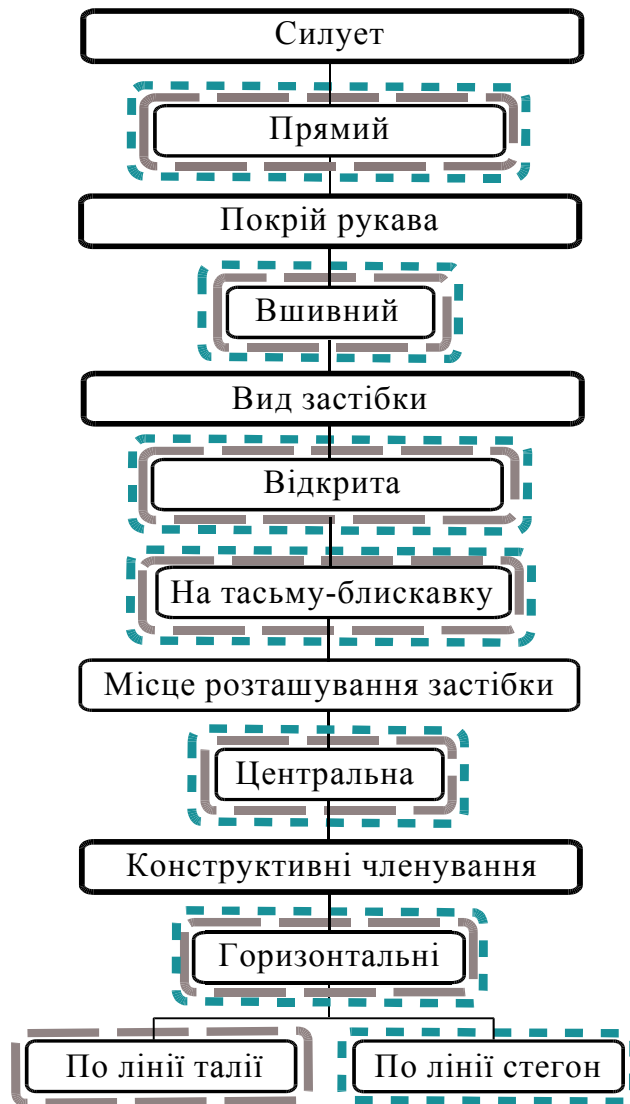 Силует
Прямий
Покрій рукава
Вшивний
Вид застібки
Відкрита
На тасьму-блискавку
Місце розташування застібки
Центральна
Конструктивні членування
Горизонтальні
По лінії талії
По лінії стегон